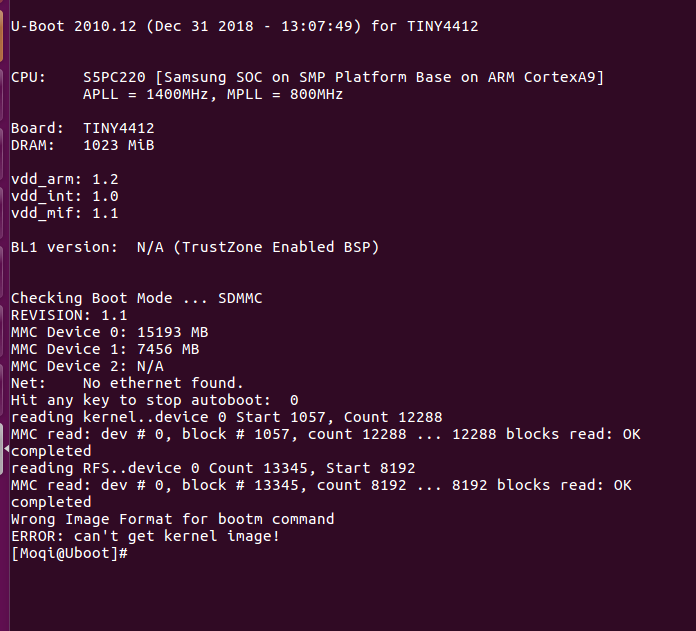 U-Boot 2010.12 (Dec 31 2018 - 13:07:49) for TINY4412
CPU: S5PC220 [Samsung SOC on SMP Platform Base on ARM CortexA9]
APLL = 1400MHz, MPLL = 800MHz
Board: TINY4412
DRAM: 1023 MiB
vdd_arm: 1.2
vdd_int: 1.0
vdd_mif: 1.1
BL1 version: N/A (TrustZone Enabled BSP)
Checking Boot Mode ... SDMMC
REVISION: 1.1
MMC Device 0: 15193 MB
MMC Device 1: 7456 MB
MMC Device 2: N/A
Net: No ethernet found.
Hit any key to stop autoboot: 0
reading kernel..device 0 Start 1057, Count 12288
MMC read: dev # 0, block # 1057, count 12288 ... 12288 blocks read: OK
completed
reading RFS..device 0 Count 13345, Start 8192
MMC read: dev # 0, block # 13345, count 8192 ... 8192 blocks read: OK
completed
Wrong Image Format for bootm command
ERROR: can't get kernel image!
[Moqi@Uboot]#